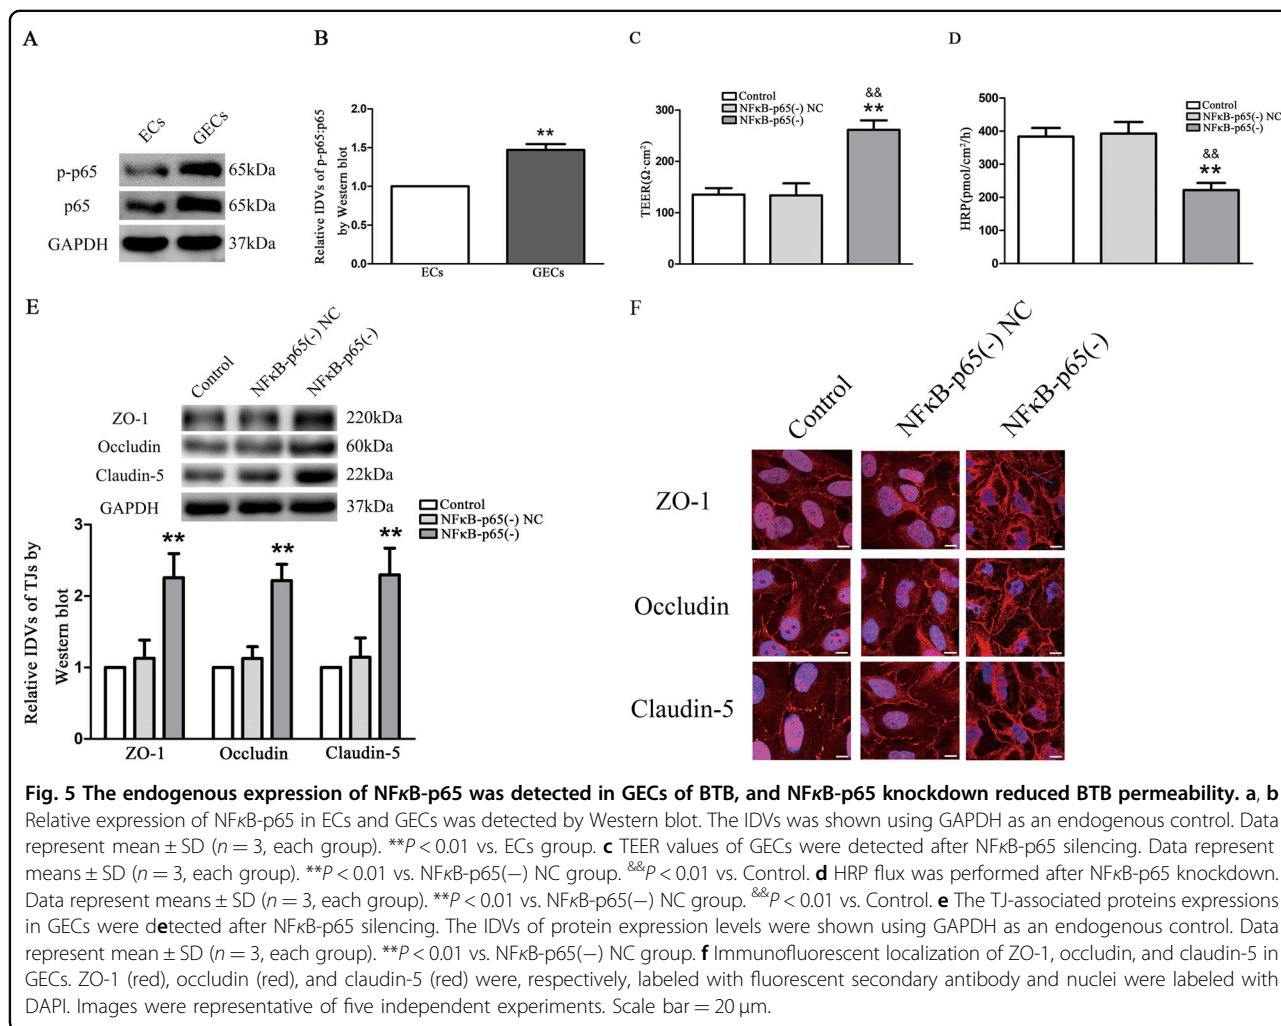 A
ECs
GECs
p-p65
65kDa
p65
65kDa
GAPDH
37kDa
B
Relative IDVs of p-p65:p65
by Western blot
2.0
1.5
1.0
0.5
0.0
**
ECs
GECs
C
Control
NFκB-p65(-) NC
NFκB-p65(-)
TEER(Ω·cm²)
300
200
100
0
&&
**
D
Control
NFκB-p65(-) NC
NFκB-p65(-)
HRP(pmol/cm²/h)
500
400
300
200
100
0
&&
**
E
Control
NFκB-p65(-) NC
NFκB-p65(-)
ZO-1
220kDa
Occludin
60kDa
Claudin-5
22kDa
GAPDH
37kDa
Control
NFκB-p65(-) NC
NFκB-p65(-)
Relative IDVs of TJs by
Western blot
3
2
1
0
**
**
**
ZO-1
Occludin
Claudin-5
F
Control
NFκB-p65(-) NC
NFκB-p65(-)
ZO-1
Occludin
Claudin-5
Fig. 5 The endogenous expression of NFκB-p65 was detected in GECs of BTB, and NFκB-p65 knockdown reduced BTB permeability. a, b
Relative expression of NFκB-p65 in ECs and GECs was detected by Western blot. The IDVs was shown using GAPDH as an endogenous control. Data
represent mean ± SD (n = 3, each group). **P < 0.01 vs. ECs group. c TEER values of GECs were detected after NFκB-p65 silencing. Data represent
means ± SD (n = 3, each group). **P < 0.01 vs. NFκB-p65(−) NC group. &&P < 0.01 vs. Control. d HRP flux was performed after NFκB-p65 knockdown.
Data represent means ± SD (n = 3, each group). **P < 0.01 vs. NFκB-p65(−) NC group. &&P < 0.01 vs. Control. e The TJ-associated proteins expressions
in GECs were detected after NFκB-p65 silencing. The IDVs of protein expression levels were shown using GAPDH as an endogenous control. Data
represent mean ± SD (n = 3, each group). **P < 0.01 vs. NFκB-p65(−) NC group. f Immunofluorescent localization of ZO-1, occludin, and claudin-5 in
GECs. ZO-1 (red), occludin (red), and claudin-5 (red) were, respectively, labeled with fluorescent secondary antibody and nuclei were labeled with
DAPI. Images were representative of five independent experiments. Scale bar = 20 μm.